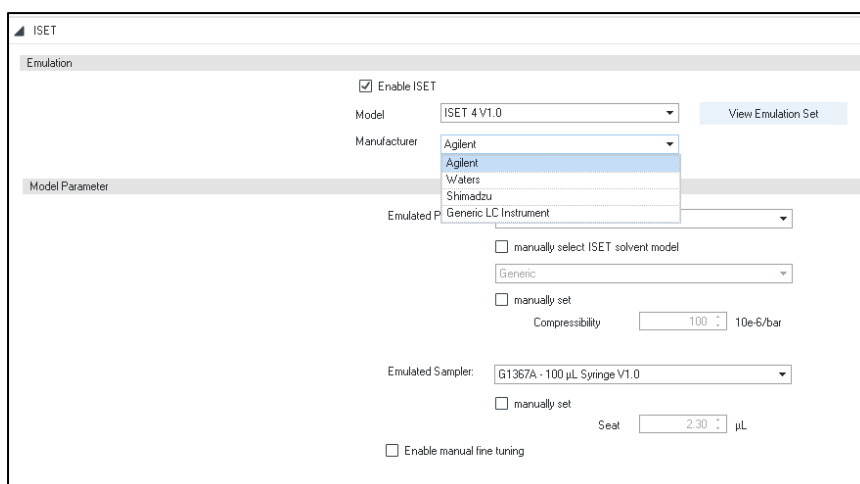 ISET
Emulation
Enable ISET
Model ISET 4 V1.0 View Emulation Set
Manufacturer Agilent
Agilent
Waters
Model Parameter
Shimadzu
Emulated P Generic LC Instrument
manually select ISET solvent model
Generic
manually set
Compressibility 100 10e-6/bar
Emulated Sampler: G1367A - 100 µL Syringe V1.0
manually set
Seat 2.30 µL
Enable manual fine tuning